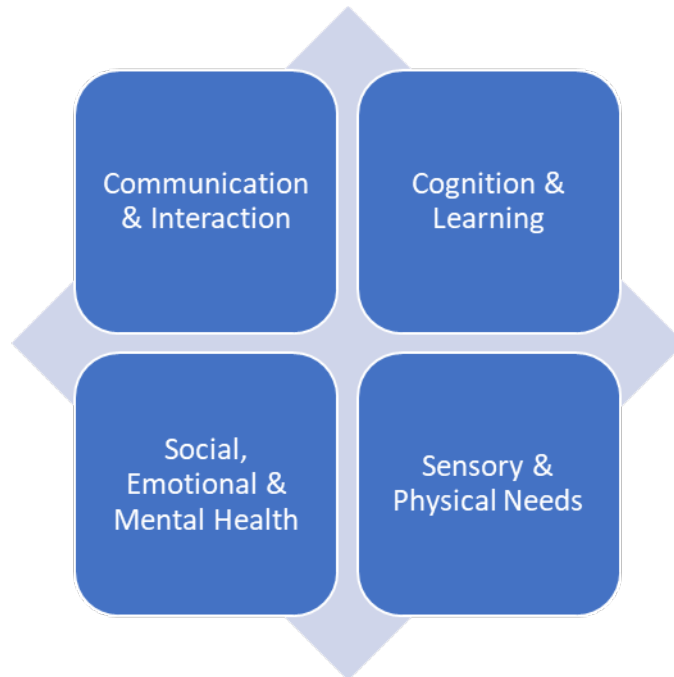 Communication
& Interaction
Cognition &
Learning
Social,
Emotional &
Mental Health
Sensory &
Physical Needs